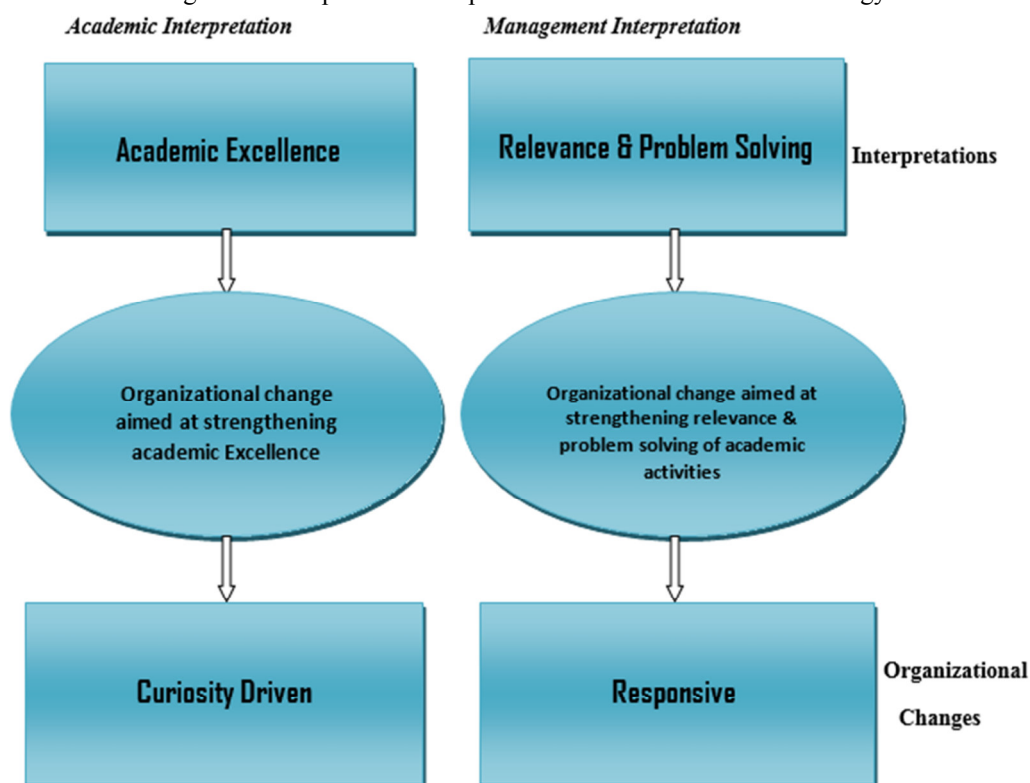 Academic Interpretation
Management Interpretation
Academic Excellence
Relevance & Problem Solving
Interpretations
Organizational change
aimed at strengthening
academic Excellence
Organizational change aimed at
strengthening relevance &
problem solving of academic
activities
Curiosity Driven
Responsive
Organizational
Changes